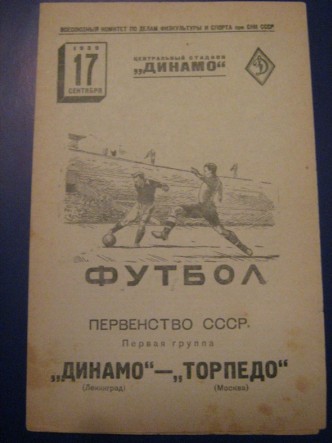 ВСЕСОЮЗНЫЙ КОМИТЕТ ПО ДЕЛАМ ФИЗКУЛЬТУРЫ И СПОРТА при СНК СССР
17
СЕНТЯБРЯ
ЦЕНТРАЛЬНЫЙ СТАДИОН
„ДИНАМО“
Д
ФУТБОЛ
ПЕРВЕНСТВО СССР.
Первая группа
„ДИНАМО“—„ТОРПЕДО“
(Ленинград) (Москва)